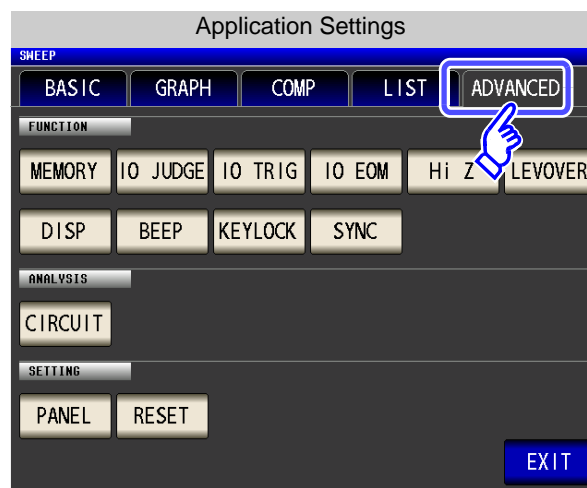 Application Settings
SWEEP
BASIC GRAPH COMP LIST ADVANCED
FUNCTION
MEMORY IO JUDGE IO TRIG IO EOM Hi Z LEVOVER
DISP BEEP KEYLOCK SYNC
ANALYSIS
CIRCUIT
SETTING
PANEL RESET
EXIT